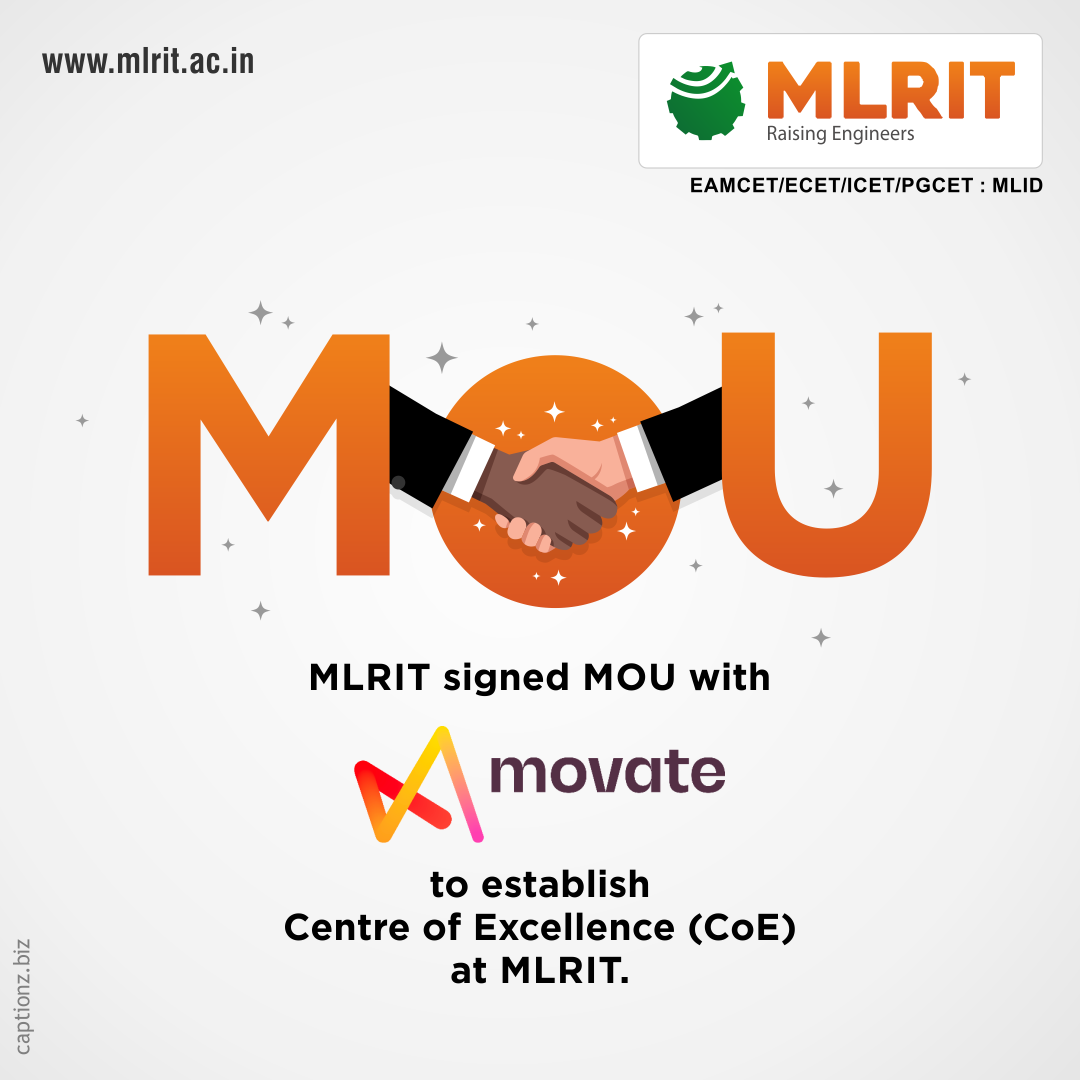 www.mlrit.ac.in
MLRIT
Raising Engineers
EAMCET/ECET/ICET/PGCET : MLID
MOU
MLRIT signed MOU with
movate
to establish
Centre of Excellence (CoE)
at MLRIT.
captionz.biz